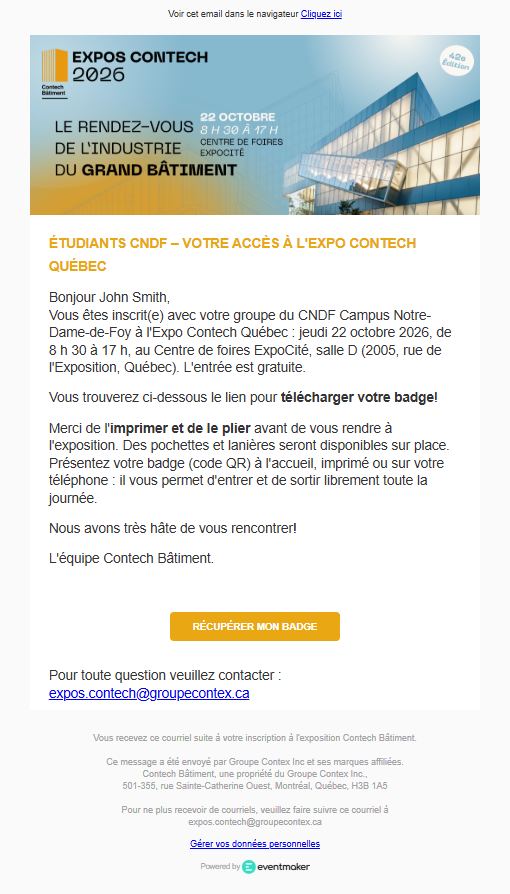 Voir cet email dans le navigateur Cliquez ici
EXPOS CONTECH
2026
Contech
Bâtiment
42e
Édition
LE RENDEZ-VOUS
DE L'INDUSTRIE
DU GRAND BÂTIMENT
22 OCTOBRE
8 H 30 À 17 H
CENTRE DE FOIRES
EXPOCITÉ
ÉTUDIANTS CNDF – VOTRE ACCÈS À L'EXPO CONTECH
QUÉBEC
Bonjour John Smith,
Vous êtes inscrit(e) avec votre groupe du CNDF Campus Notre-
Dame-de-Foy à l'Expo Contech Québec : jeudi 22 octobre 2026, de
8 h 30 à 17 h, au Centre de foires ExpoCité, salle D (2005, rue de
l'Exposition, Québec). L'entrée est gratuite.
Vous trouverez ci-dessous le lien pour télécharger votre badge!
Merci de l'imprimer et de le plier avant de vous rendre à
l'exposition. Des pochettes et lanières seront disponibles sur place.
Présentez votre badge (code QR) à l'accueil, imprimé ou sur votre
téléphone : il vous permet d'entrer et de sortir librement toute la
journée.
Nous avons très hâte de vous rencontrer!
L'équipe Contech Bâtiment.
RÉCUPÉRER MON BADGE
Pour toute question veuillez contacter :
expos.contech@groupecontex.ca
Vous recevez ce courriel suite á votre inscription á l'exposition Contech Bâtiment.
Ce message a été envoyé par Groupe Contex Inc et ses marques affiliées.
Contech Bâtiment, une propriété du Groupe Contex Inc.,
501-355, rue Sainte-Catherine Ouest, Montréal, Québec, H3B 1A5
Pour ne plus recevoir de courriels, veuillez faire suivre ce courriel á
expos.contech@groupecontex.ca
Gérer vos données personnelles
Powered by eventmaker